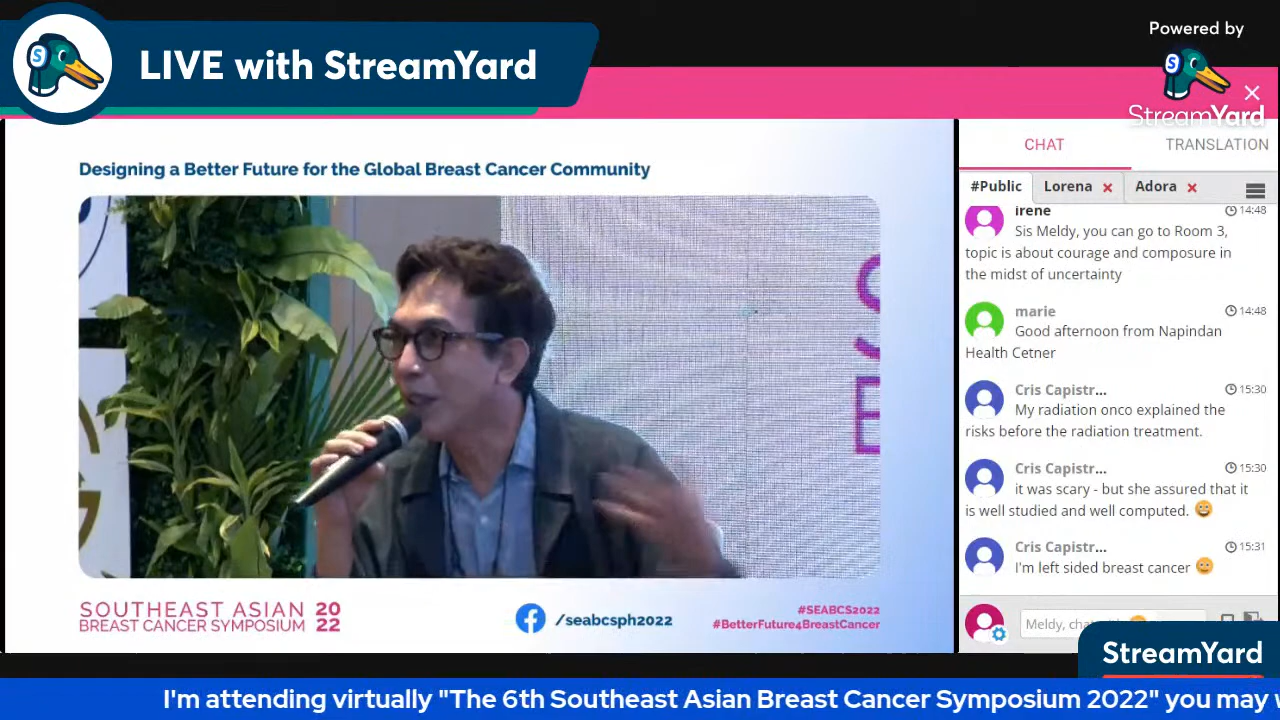 LIVE with StreamYard
Powered by
StreamYard
CHAT
TRANSLATION
#Public
Lorena
Adora
Designing a Better Future for the Global Breast Cancer Community
irene
14:48
Sis Meldy, you can go to Room 3,
topic is about courage and composure in
the midst of uncertainty
marie
14:48
Good afternoon from Napindan
Health Cetner
Cris Capistr...
15:30
My radiation onco explained the
risks before the radiation treatment.
Cris Capistr...
15:30
it was scary - but she assured that it
is well studied and well computed.
Cris Capistr...
I'm left sided breast cancer
SOUTHEAST ASIAN 20
BREAST CANCER SYMPOSIUM 22
/seabcsph2022
#SEABCS2022
#BetterFuture4BreastCancer
StreamYard
I'm attending virtually "The 6th Southeast Asian Breast Cancer Symposium 2022" you may